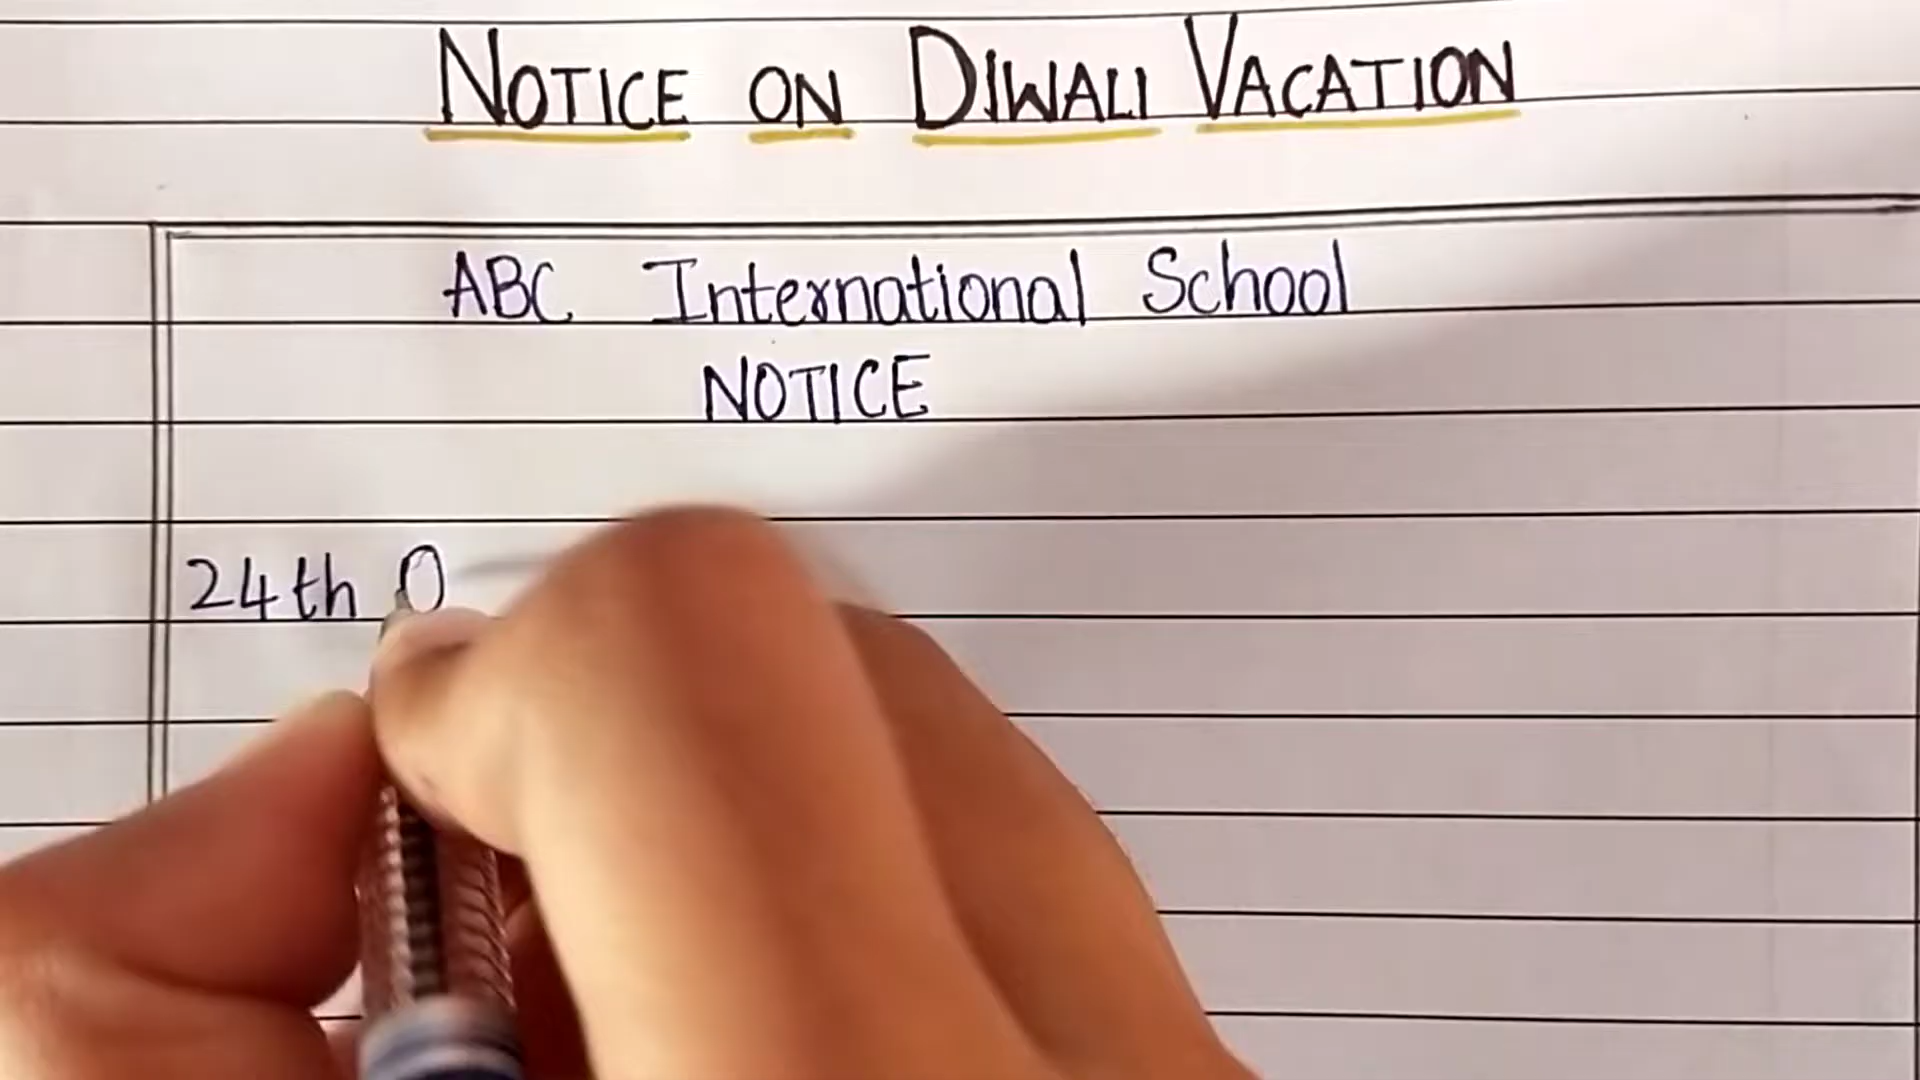 NOTICE ON DIWALI VACATION
ABC International School
NOTICE
24th O